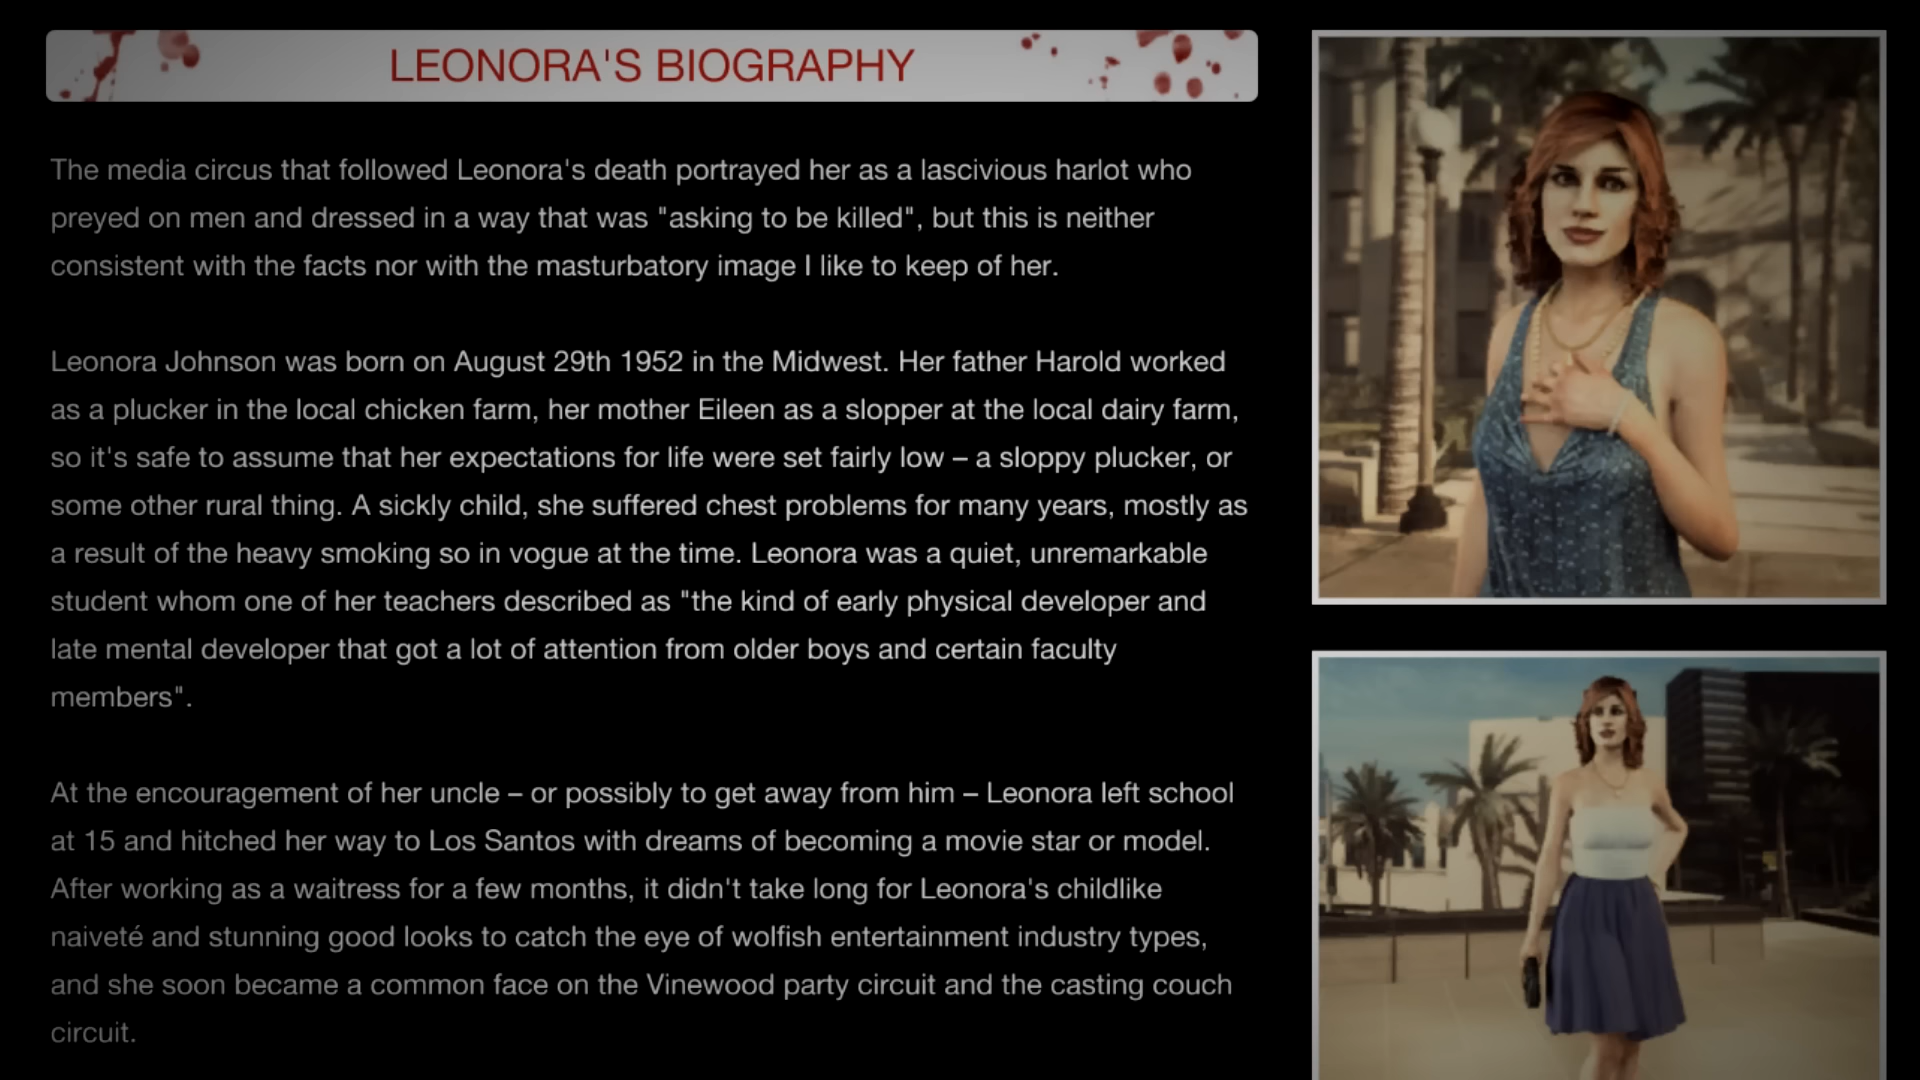 LEONORA'S BIOGRAPHY
The media circus that followed Leonora's death portrayed her as a lascivious harlot who
preyed on men and dressed in a way that was "asking to be killed", but this is neither
consistent with the facts nor with the masturbatory image I like to keep of her.
Leonora Johnson was born on August 29th 1952 in the Midwest. Her father Harold worked
as a plucker in the local chicken farm, her mother Eileen as a slopper at the local dairy farm,
so it's safe to assume that her expectations for life were set fairly low – a sloppy plucker, or
some other rural thing. A sickly child, she suffered chest problems for many years, mostly as
a result of the heavy smoking so in vogue at the time. Leonora was a quiet, unremarkable
student whom one of her teachers described as "the kind of early physical developer and
late mental developer that got a lot of attention from older boys and certain faculty
members".
At the encouragement of her uncle – or possibly to get away from him – Leonora left school
at 15 and hitched her way to Los Santos with dreams of becoming a movie star or model.
After working as a waitress for a few months, it didn't take long for Leonora's childlike
naiveté and stunning good looks to catch the eye of wolfish entertainment industry types,
and she soon became a common face on the Vinewood party circuit and the casting couch
circuit.